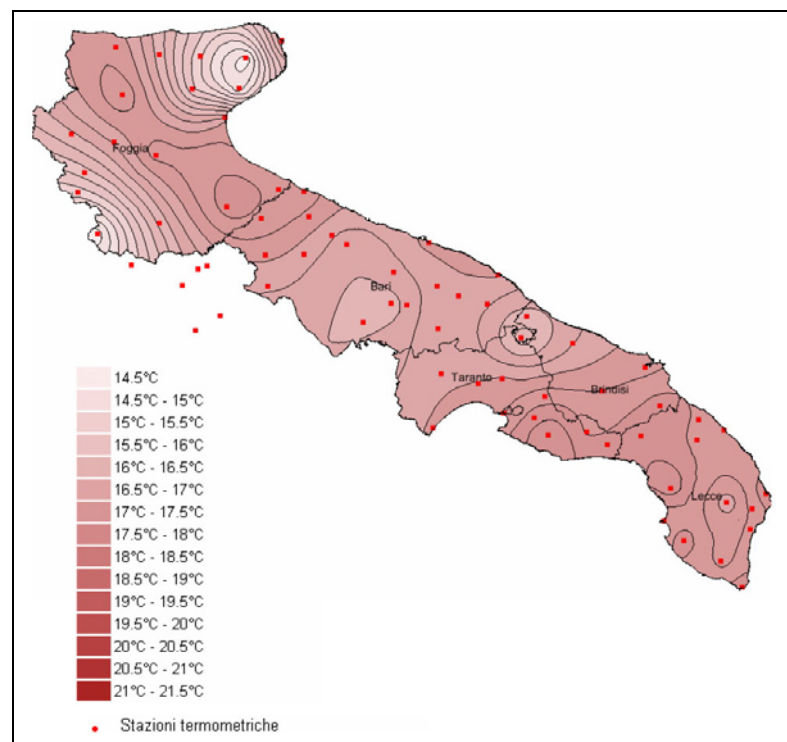 Foggia
Bari
Taranto
Brindisi
Lecce
14.5°C
14.5°C - 15°C
15°C - 15.5°C
15.5°C - 16°C
16°C - 16.5°C
16.5°C - 17°C
17°C - 17.5°C
17.5°C - 18°C
18°C - 18.5°C
18.5°C - 19°C
19°C - 19.5°C
19.5°C - 20°C
20°C - 20.5°C
20.5°C - 21°C
21°C - 21.5°C
Stazioni termometriche